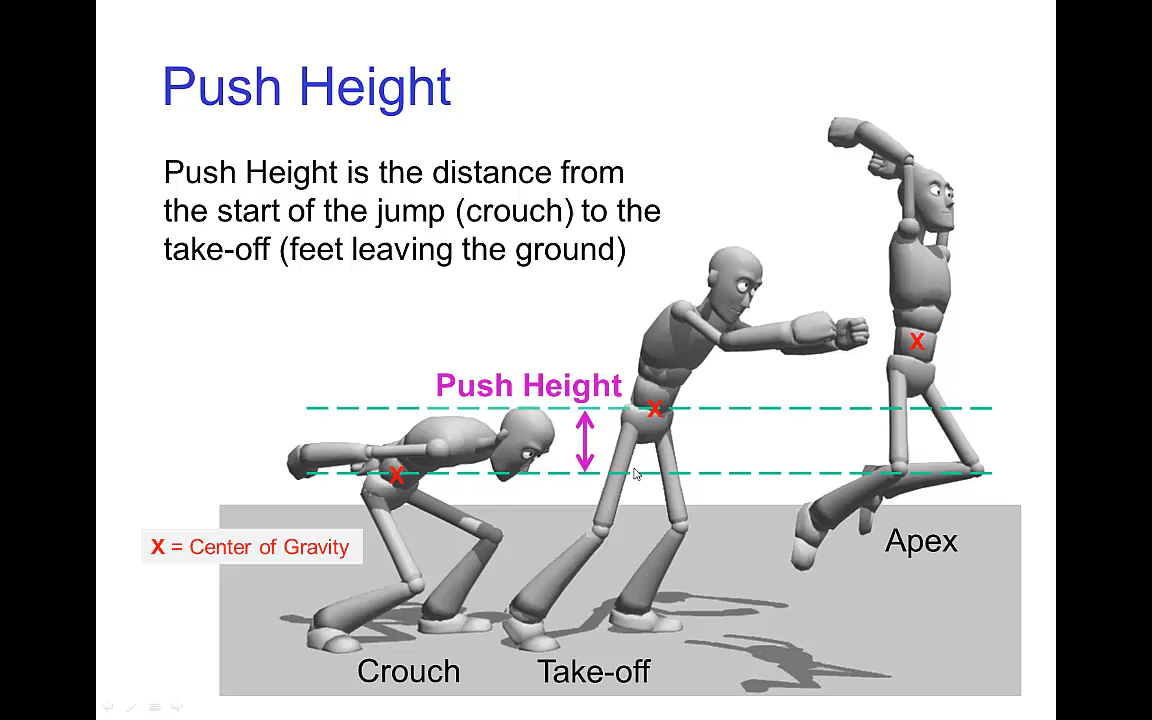 Push Height
Push Height is the distance from
the start of the jump (crouch) to the
take-off (feet leaving the ground)
Push Height
X
X
X
X = Center of Gravity
Apex
Crouch
Take-off